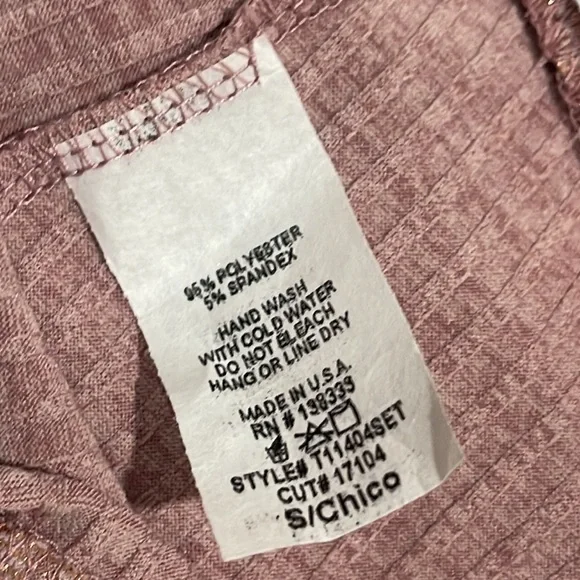 95% POLYESTER
5% SPANDEX
HAND WASH
WITH COLD WATER
DO NOT BLEACH
HANG OR LINE DRY
MADE IN U.S.A.
RN # 138333
STYLE# T11404SET
CUT# 17104
S/Chico